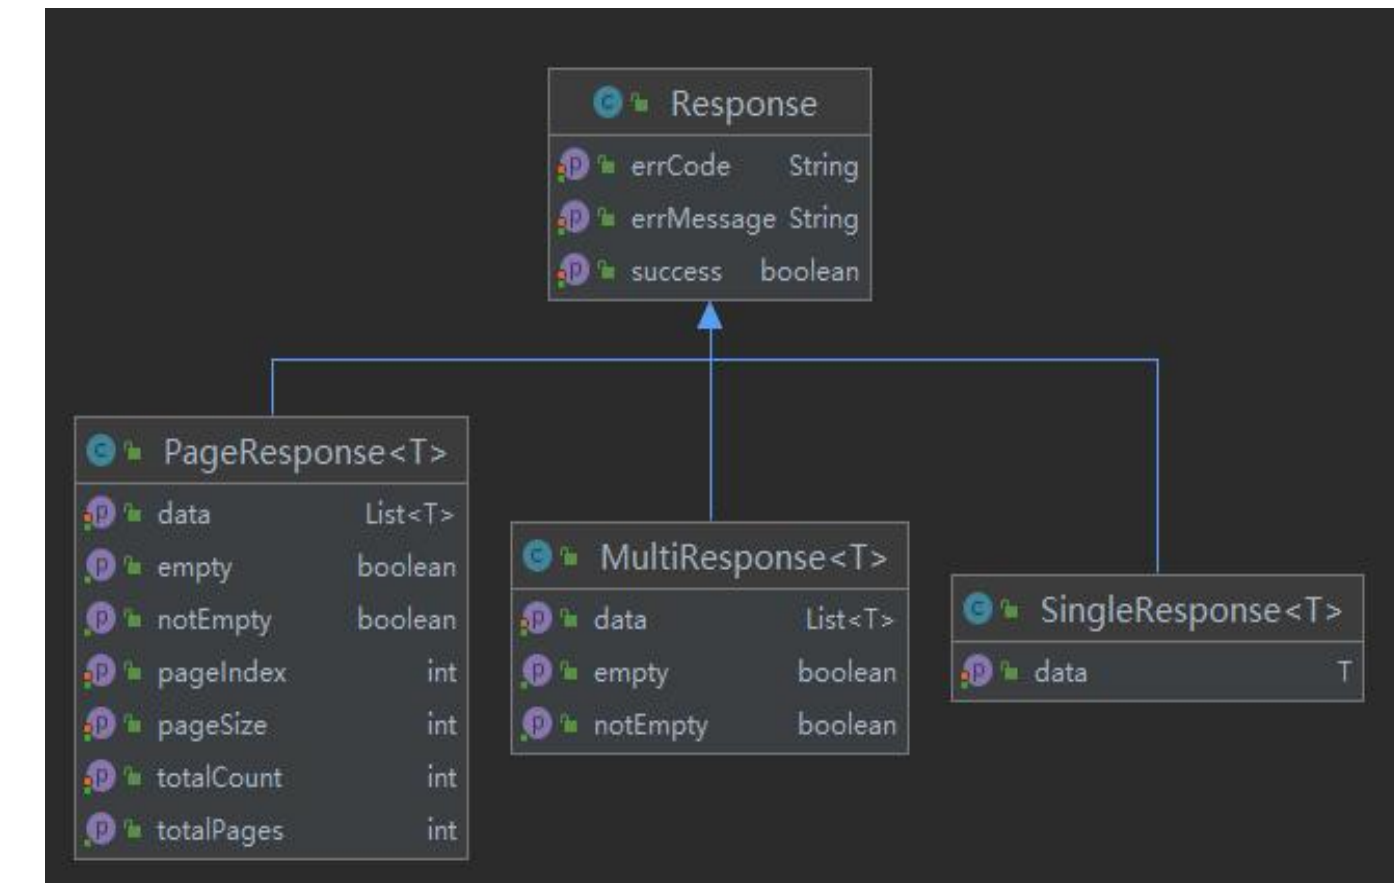 Response
errCode String
errMessage String
success boolean
PageResponse<T>
data List<T>
empty boolean
notEmpty boolean
pageIndex int
pageSize int
totalCount int
totalPages int
MultiResponse<T>
data List<T>
empty boolean
notEmpty boolean
SingleResponse<T>
data T